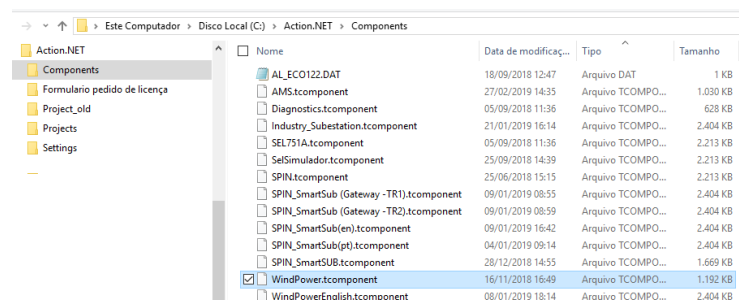 Este Computador > Disco Local (C:) > Action.NET > Components
Action.NET
Components
Formulario pedido de licença
Project_old
Projects
Settings
Nome Data de modificaç... Tipo Tamanho
AL_ECO122.DAT 18/09/2018 12:47 Arquivo DAT 1 KB
AMS.tcomponent 27/02/2019 14:35 Arquivo TCOMPO... 1.030 KB
Diagnostics.tcomponent 05/09/2018 11:36 Arquivo TCOMPO... 628 KB
Industry_Subestation.tcomponent 21/01/2019 16:14 Arquivo TCOMPO... 2.404 KB
SEL751A.tcomponent 05/09/2018 11:36 Arquivo TCOMPO... 2.213 KB
SelSimulador.tcomponent 25/09/2018 14:39 Arquivo TCOMPO... 2.213 KB
SPIN.tcomponent 25/06/2018 15:15 Arquivo TCOMPO... 2.213 KB
SPIN_SmartSub (Gateway -TR1).tcomponent 09/01/2019 08:55 Arquivo TCOMPO... 2.404 KB
SPIN_SmartSub (Gateway -TR2).tcomponent 09/01/2019 08:59 Arquivo TCOMPO... 2.404 KB
SPIN_SmartSub(en).tcomponent 09/01/2019 16:42 Arquivo TCOMPO... 2.404 KB
SPIN_SmartSub(pt).tcomponent 04/01/2019 09:14 Arquivo TCOMPO... 2.404 KB
SPIN_SmartSUB.tcomponent 28/12/2018 14:55 Arquivo TCOMPO... 1.669 KB
WindPower.tcomponent 16/11/2018 16:49 Arquivo TCOMPO... 1.192 KB
WindPowerEnglish.tcomponent 08/01/2019 18:14 Arquivo TCOMPO... 2.404 KB